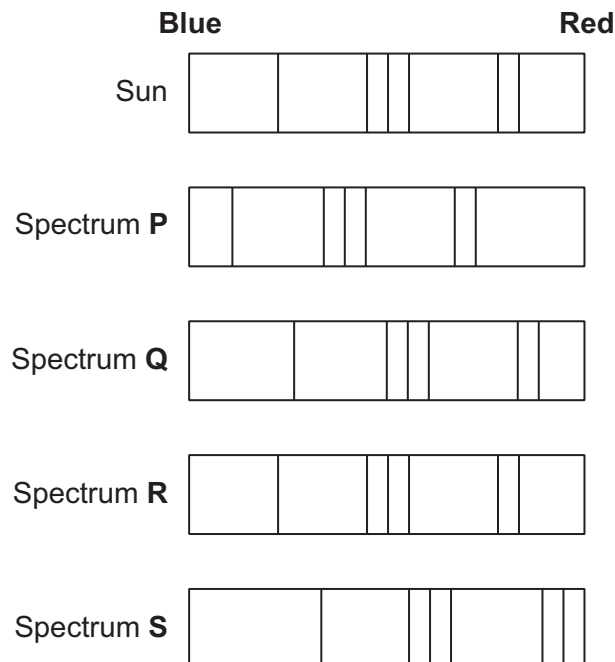 Blue Red
Sun
Spectrum P
Spectrum Q
Spectrum R
Spectrum S